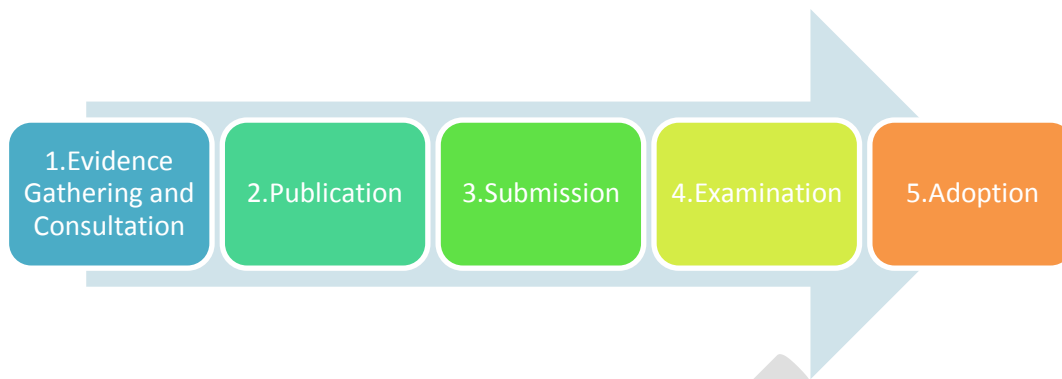 1.Evidence
Gathering and
Consultation
2.Publication
3.Submission
4.Examination
5.Adoption